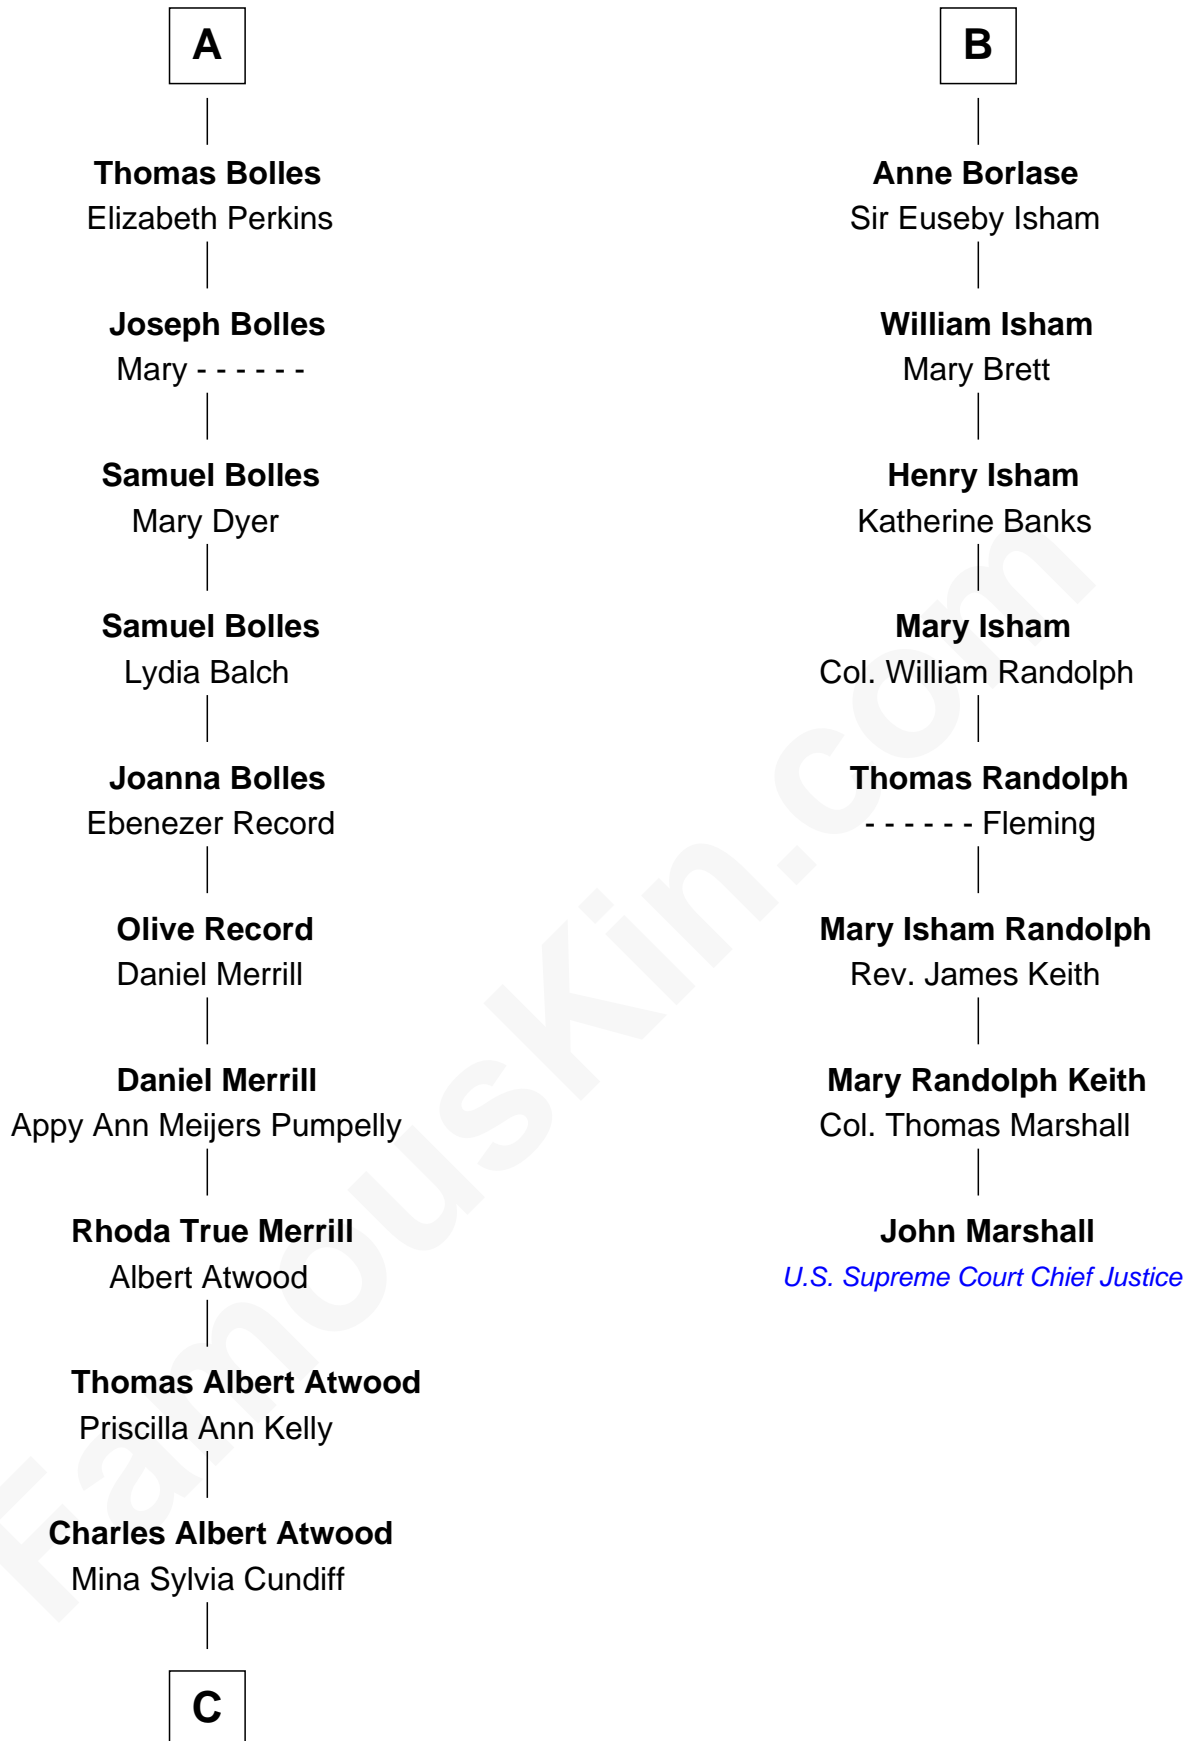 A
Thomas Bolles
Elizabeth Perkins
Joseph Bolles
Mary - - - - - -
Samuel Bolles
Mary Dyer
Samuel Bolles
Lydia Balch
Joanna Bolles
Ebenezer Record
Olive Record
Daniel Merrill
Daniel Merrill
Appy Ann Meijers Pumpelly
Rhoda True Merrill
Albert Atwood
Thomas Albert Atwood
Priscilla Ann Kelly
Charles Albert Atwood
Mina Sylvia Cundiff
C
B
Anne Borlase
Sir Euseby Isham
William Isham
Mary Brett
Henry Isham
Katherine Banks
Mary Isham
Col. William Randolph
Thomas Randolph
- - - - - - Fleming
Mary Isham Randolph
Rev. James Keith
Mary Randolph Keith
Col. Thomas Marshall
John Marshall
U.S. Supreme Court Chief Justice
FamousKin.com